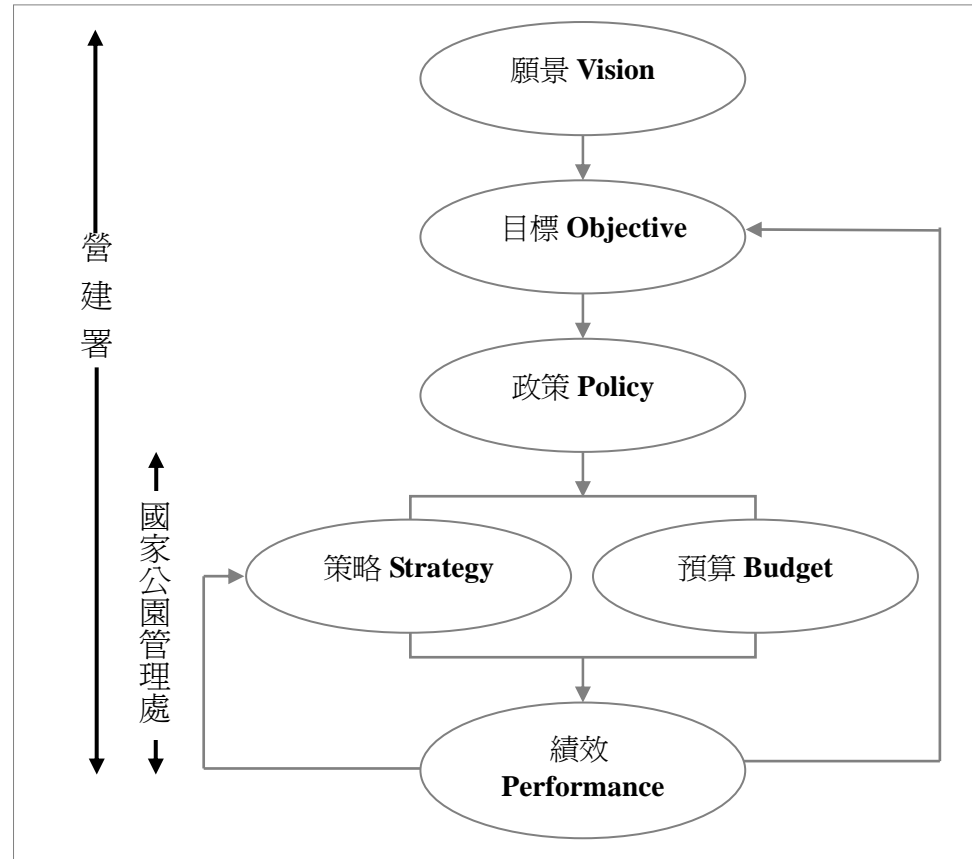 願景 Vision
目標 Objective
營建署
政策 Policy
國家公園管理處
策略 Strategy
預算 Budget
績效
Performance